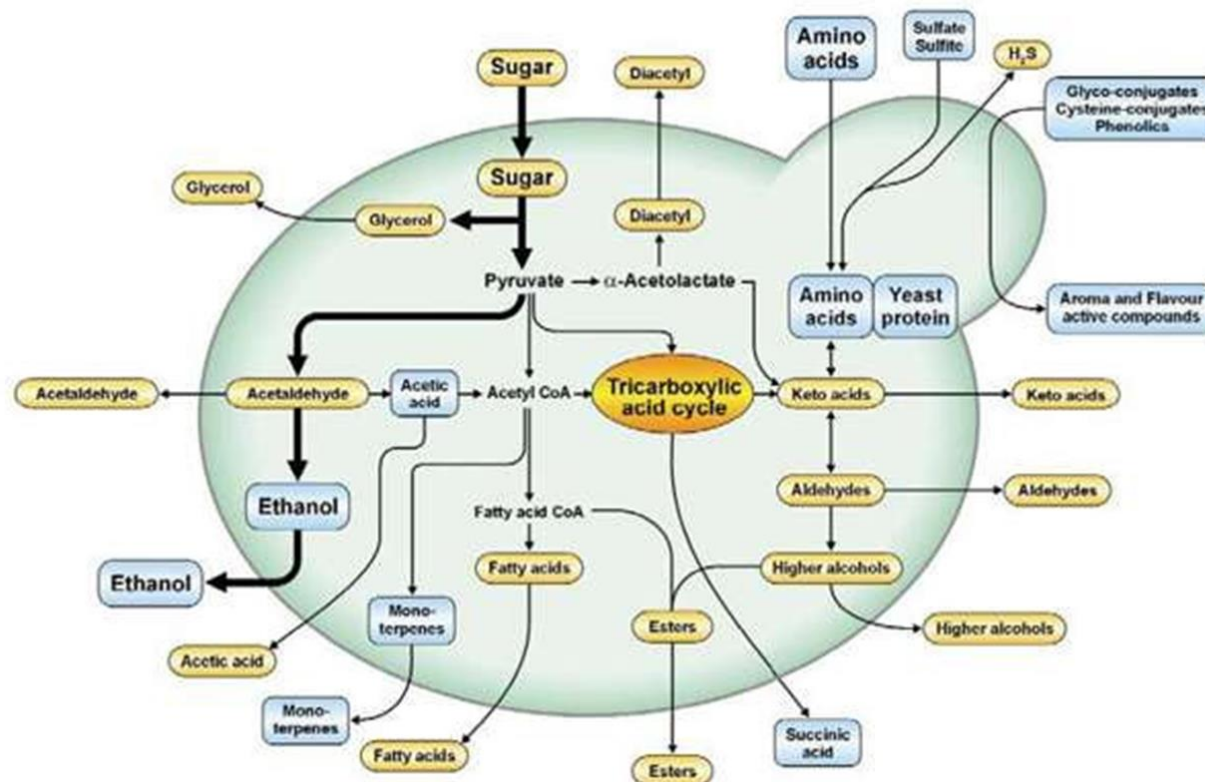 Sugar
Diacetyl
Amino
acids
Sulfate
Sulfite
H₂S
Glyco-conjugates
Cysteine-conjugates
Phenolics
Sugar
Glycerol
Glycerol
Diacetyl
Pyruvate
α-Acetolactate
Amino
acids
Yeast
protein
Aroma and Flavour
active compounds
Acetaldehyde
Acetaldehyde
Acetic
acid
Acetyl CoA
Tricarboxylic
acid cycle
Keto acids
Keto acids
Ethanol
Aldehydes
Aldehydes
Fatty acid CoA
Ethanol
Fatty acids
Higher alcohols
Mono-
terpenes
Esters
Higher alcohols
Acetic acid
Mono-
terpenes
Fatty acids
Esters
Succinic
acid